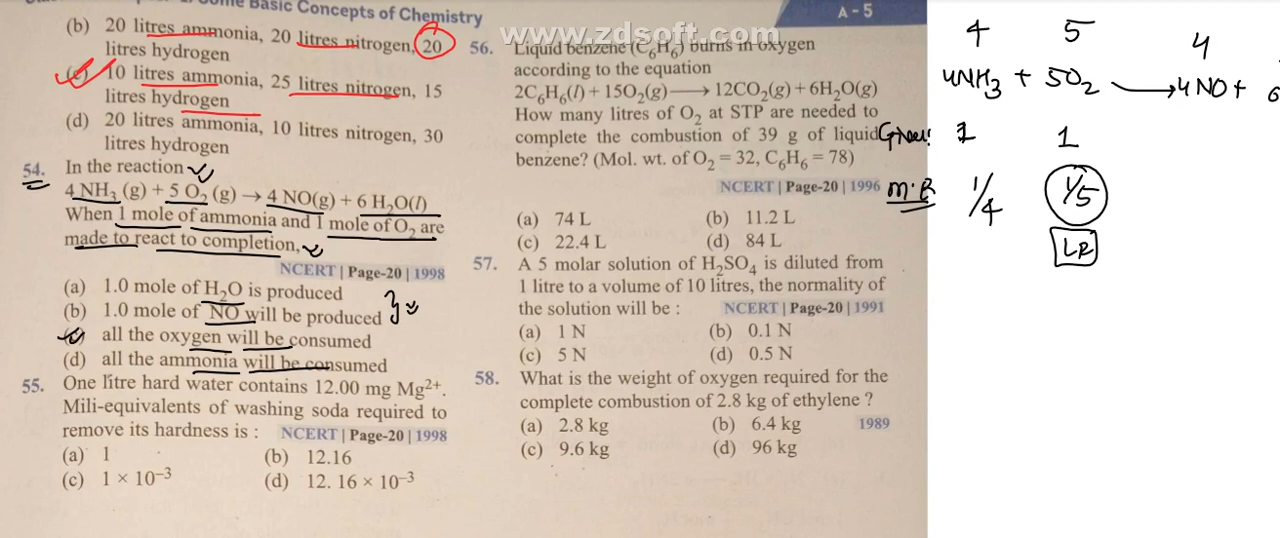 Some Basic Concepts of Chemistry
A - 5
www.zdsoft.com
(b) 20 litres ammonia, 20 litres nitrogen, 20
litres hydrogen
(c) 10 litres ammonia, 25 litres nitrogen, 15
litres hydrogen
(d) 20 litres ammonia, 10 litres nitrogen, 30
litres hydrogen
54. In the reaction
4 NH₃ (g) + 5 O₂ (g) → 4 NO(g) + 6 H₂O(l)
When 1 mole of ammonia and 1 mole of O₂ are
made to react to completion,
NCERT | Page-20 | 1998
(a) 1.0 mole of H₂O is produced
(b) 1.0 mole of NO will be produced
all the oxygen will be consumed
(d) all the ammonia will be consumed
55. One litre hard water contains 12.00 mg Mg²⁺.
Mili-equivalents of washing soda required to
remove its hardness is : NCERT | Page-20 | 1998
(a) 1 (b) 12.16
(c) 1 × 10⁻³ (d) 12. 16 × 10⁻³
56. Liquid benzene (C₆H₆) burns in oxygen
according to the equation
2C₆H₆(l) + 15O₂(g) ⟶ 12CO₂(g) + 6H₂O(g)
How many litres of O₂ at STP are needed to
complete the combustion of 39 g of liquid
benzene? (Mol. wt. of O₂ = 32, C₆H₆ = 78)
NCERT | Page-20 | 1996
(a) 74 L (b) 11.2 L
(c) 22.4 L (d) 84 L
57. A 5 molar solution of H₂SO₄ is diluted from
1 litre to a volume of 10 litres, the normality of
the solution will be : NCERT | Page-20 | 1991
(a) 1 N (b) 0.1 N
(c) 5 N (d) 0.5 N
58. What is the weight of oxygen required for the
complete combustion of 2.8 kg of ethylene ?
(a) 2.8 kg (b) 6.4 kg 1989
(c) 9.6 kg (d) 96 kg
4 5 4
4NH₃ + 5O₂ ⟶ 4NO + 6
1 1
M.R 1/4 1/5
LR